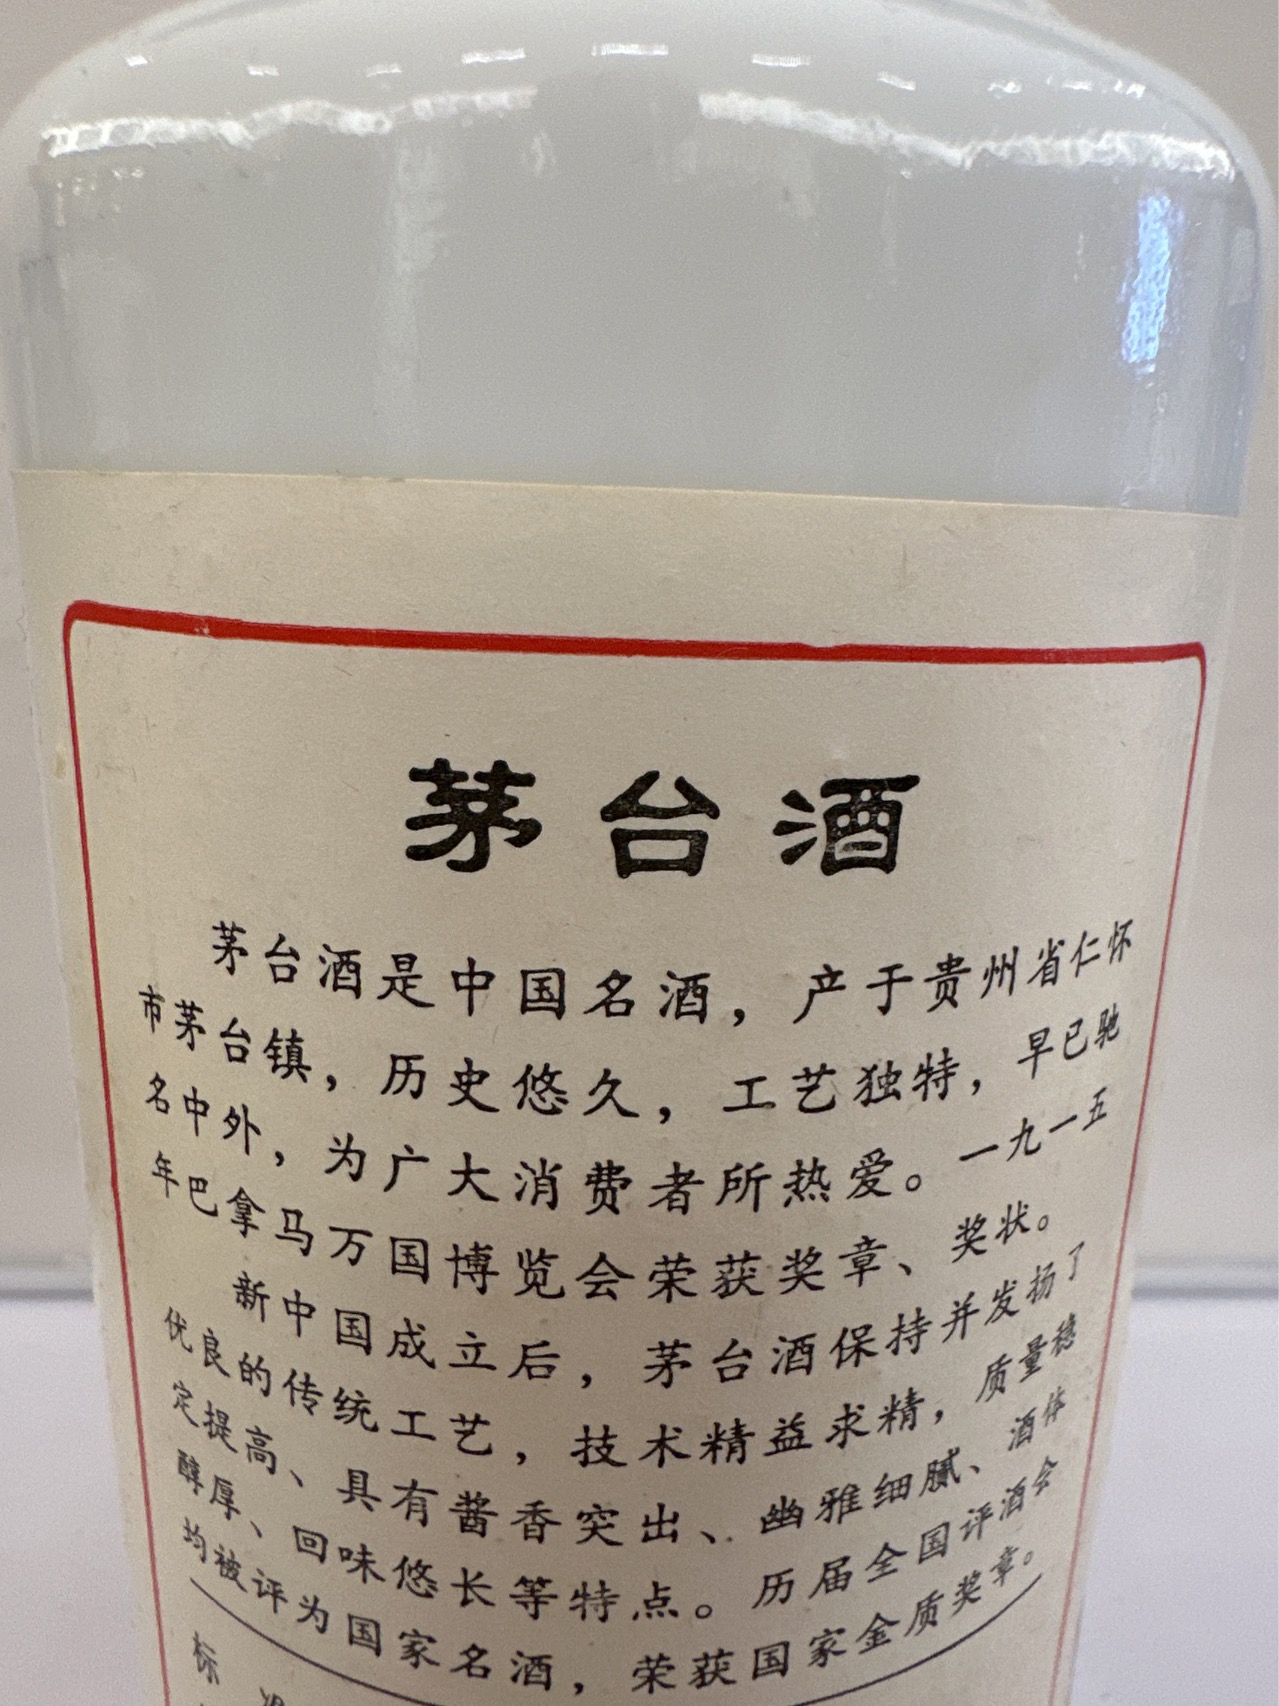 茅台酒
茅台酒是中国名酒，产于贵州省仁怀
市茅台镇，历史悠久，工艺独特，早已驰
名中外，为广大消费者所热爱。一九一五
年巴拿马万国博览会荣获奖章、奖状。
新中国成立后，茅台酒保持并发扬了
优良的传统工艺，技术精益求精，质量稳
定提高、具有酱香突出、幽雅细腻、酒体
醇厚、回味悠长等特点。历届全国评酒会
均被评为国家名酒，荣获国家金质奖章。
标